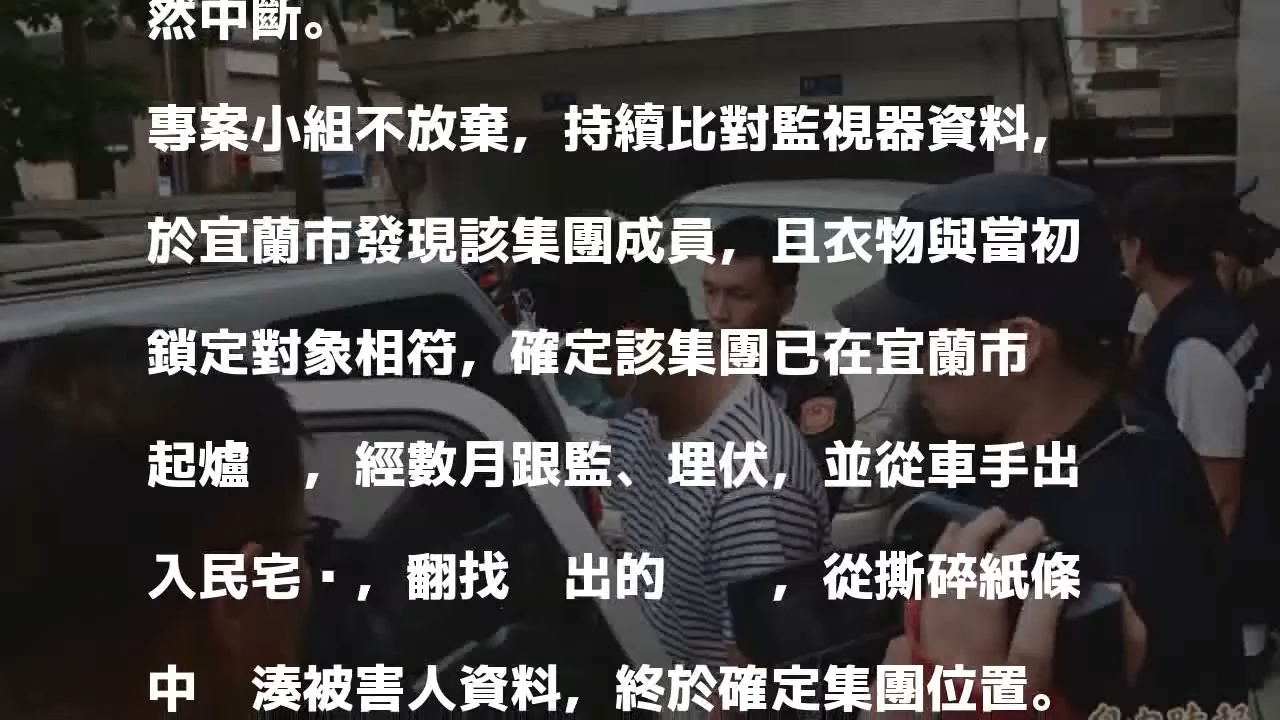 然中斷。
專案小組不放棄，持續比對監視器資料，
於宜蘭市發現該集團成員，且衣物與當初
鎖定對象相符，確定該集團已在宜蘭市
起爐　，經數月跟監、埋伏，並從車手出
入民宅▪，翻找　出的　　，從撕碎紙條
中　湊被害人資料，終於確定集團位置。